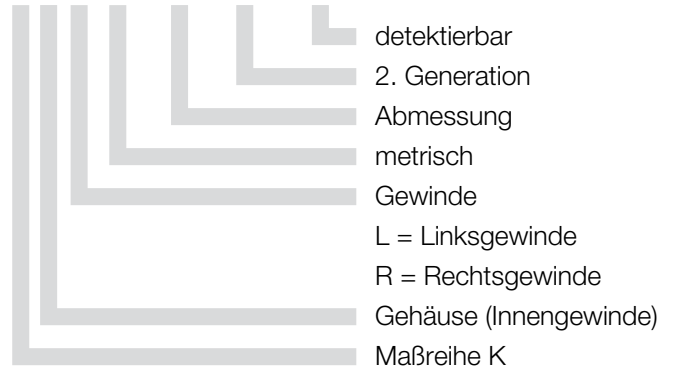 detektierbar
2. Generation
Abmessung
metrisch
Gewinde
L = Linksgewinde
R = Rechtsgewinde
Gehäuse (Innengewinde)
Maßreihe K